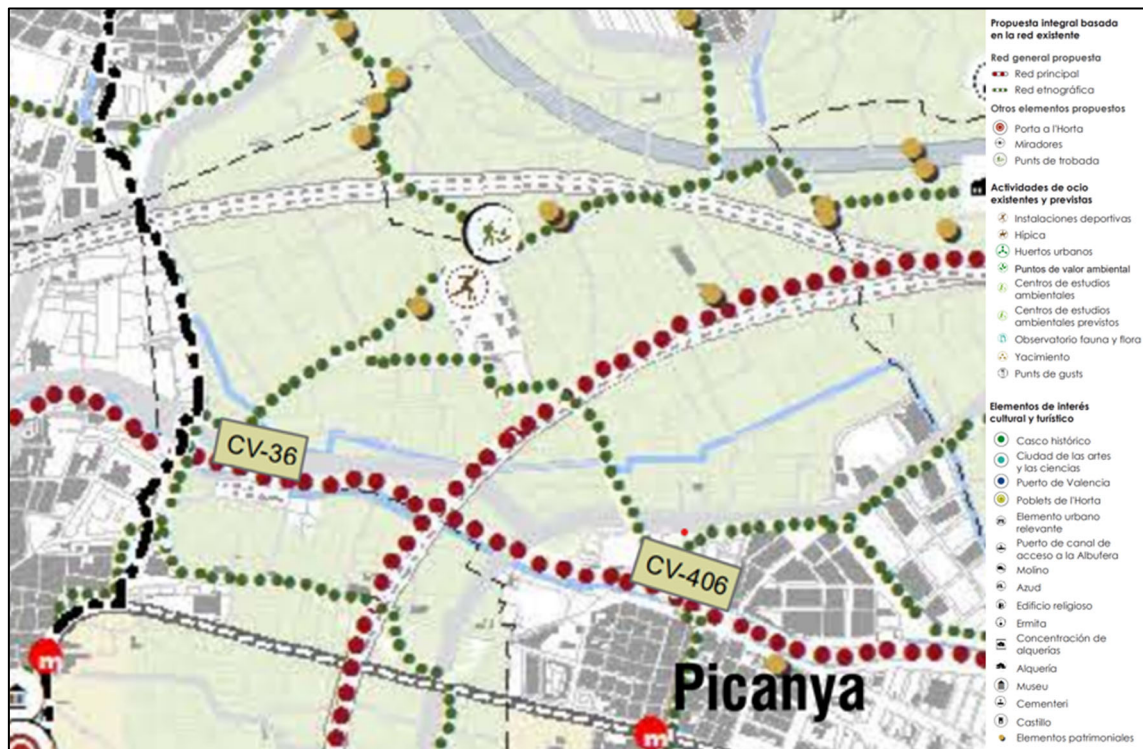 CV-36
CV-406
Picanya
m
m
Propuesta integral basada
en la red existente
Red general propuesta
Red principal
Red etnográfica
Otros elementos propuestos
Porta a l'Horta
Miradores
Punts de trobada
Actividades de ocio
existentes y previstas
Instalaciones deportivas
Hípica
Huertos urbanos
Puntos de valor ambiental
Centros de estudios
ambientales
Centros de estudios
ambientales previstos
Observatorio fauna y flora
Yacimiento
Punts de gusts
Elementos de interés
cultural y turístico
Casco histórico
Ciudad de las artes
y las ciencias
Puerto de Valencia
Poblets de l'Horta
Elemento urbano
relevante
Puerto de canal de
acceso a la Albufera
Molino
Azud
Edificio religioso
Ermita
Concentración de
alquerías
Alquería
Museu
Cementeri
Castillo
Elementos patrimoniales